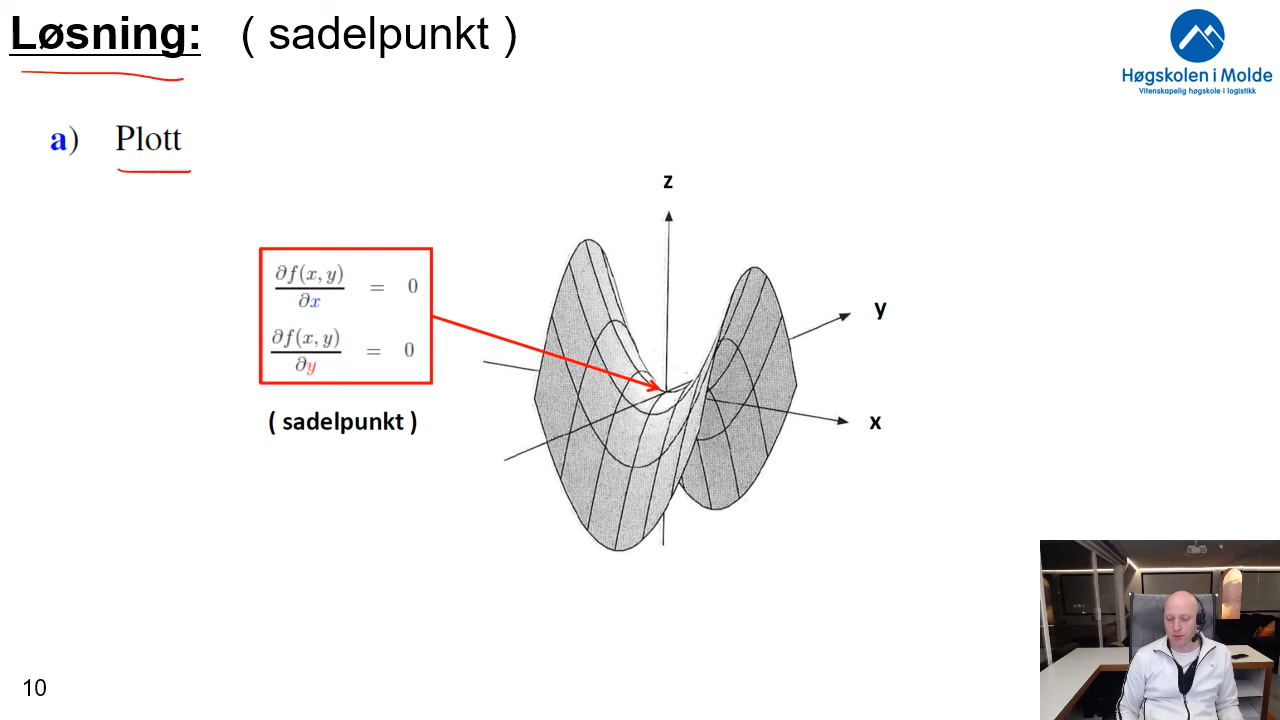 Løsning: ( sadelpunkt )
Høgskolen i Molde
Vitenskapelig høgskole i logistikk
a) Plott
z
∂f(x, y)/∂x = 0
∂f(x, y)/∂y = 0
y
( sadelpunkt )
x
10